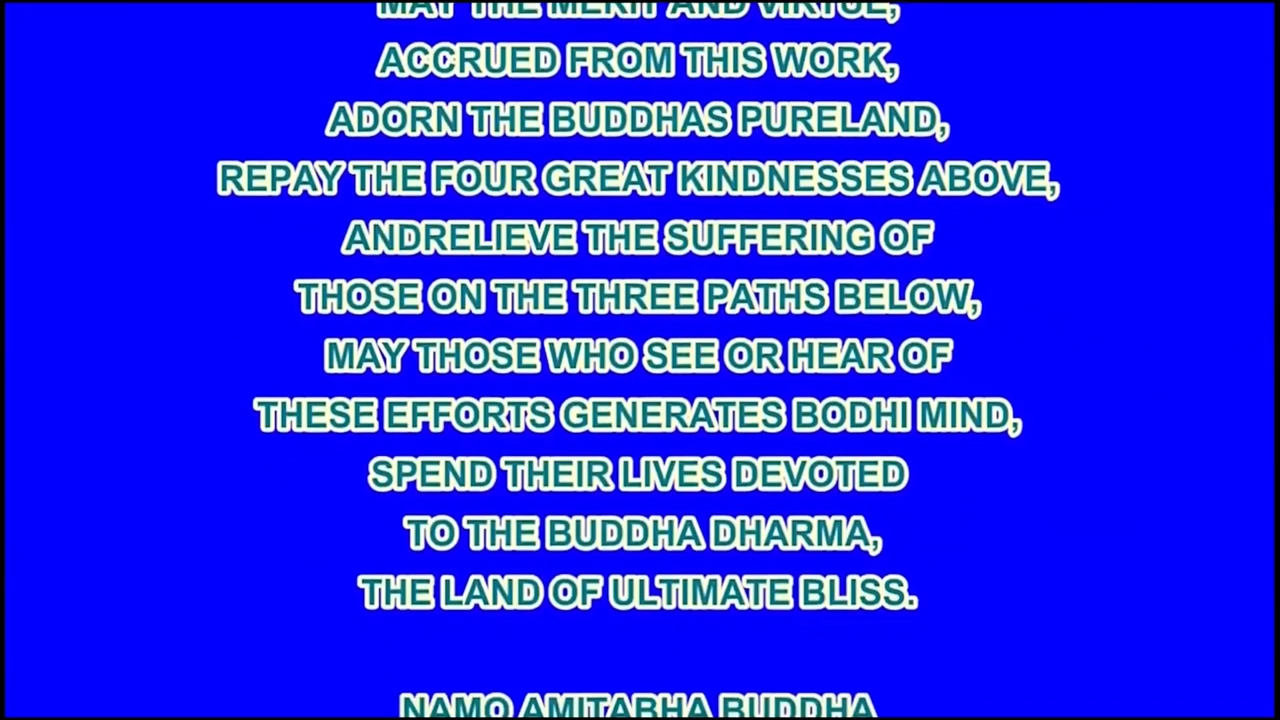 MAY THE MERIT AND VIRTUE,
ACCRUED FROM THIS WORK,
ADORN THE BUDDHAS PURELAND,
REPAY THE FOUR GREAT KINDNESSES ABOVE,
ANDRELIEVE THE SUFFERING OF
THOSE ON THE THREE PATHS BELOW,
MAY THOSE WHO SEE OR HEAR OF
THESE EFFORTS GENERATES BODHI MIND,
SPEND THEIR LIVES DEVOTED
TO THE BUDDHA DHARMA,
THE LAND OF ULTIMATE BLISS.
NAMO AMITABHA BUDDHA